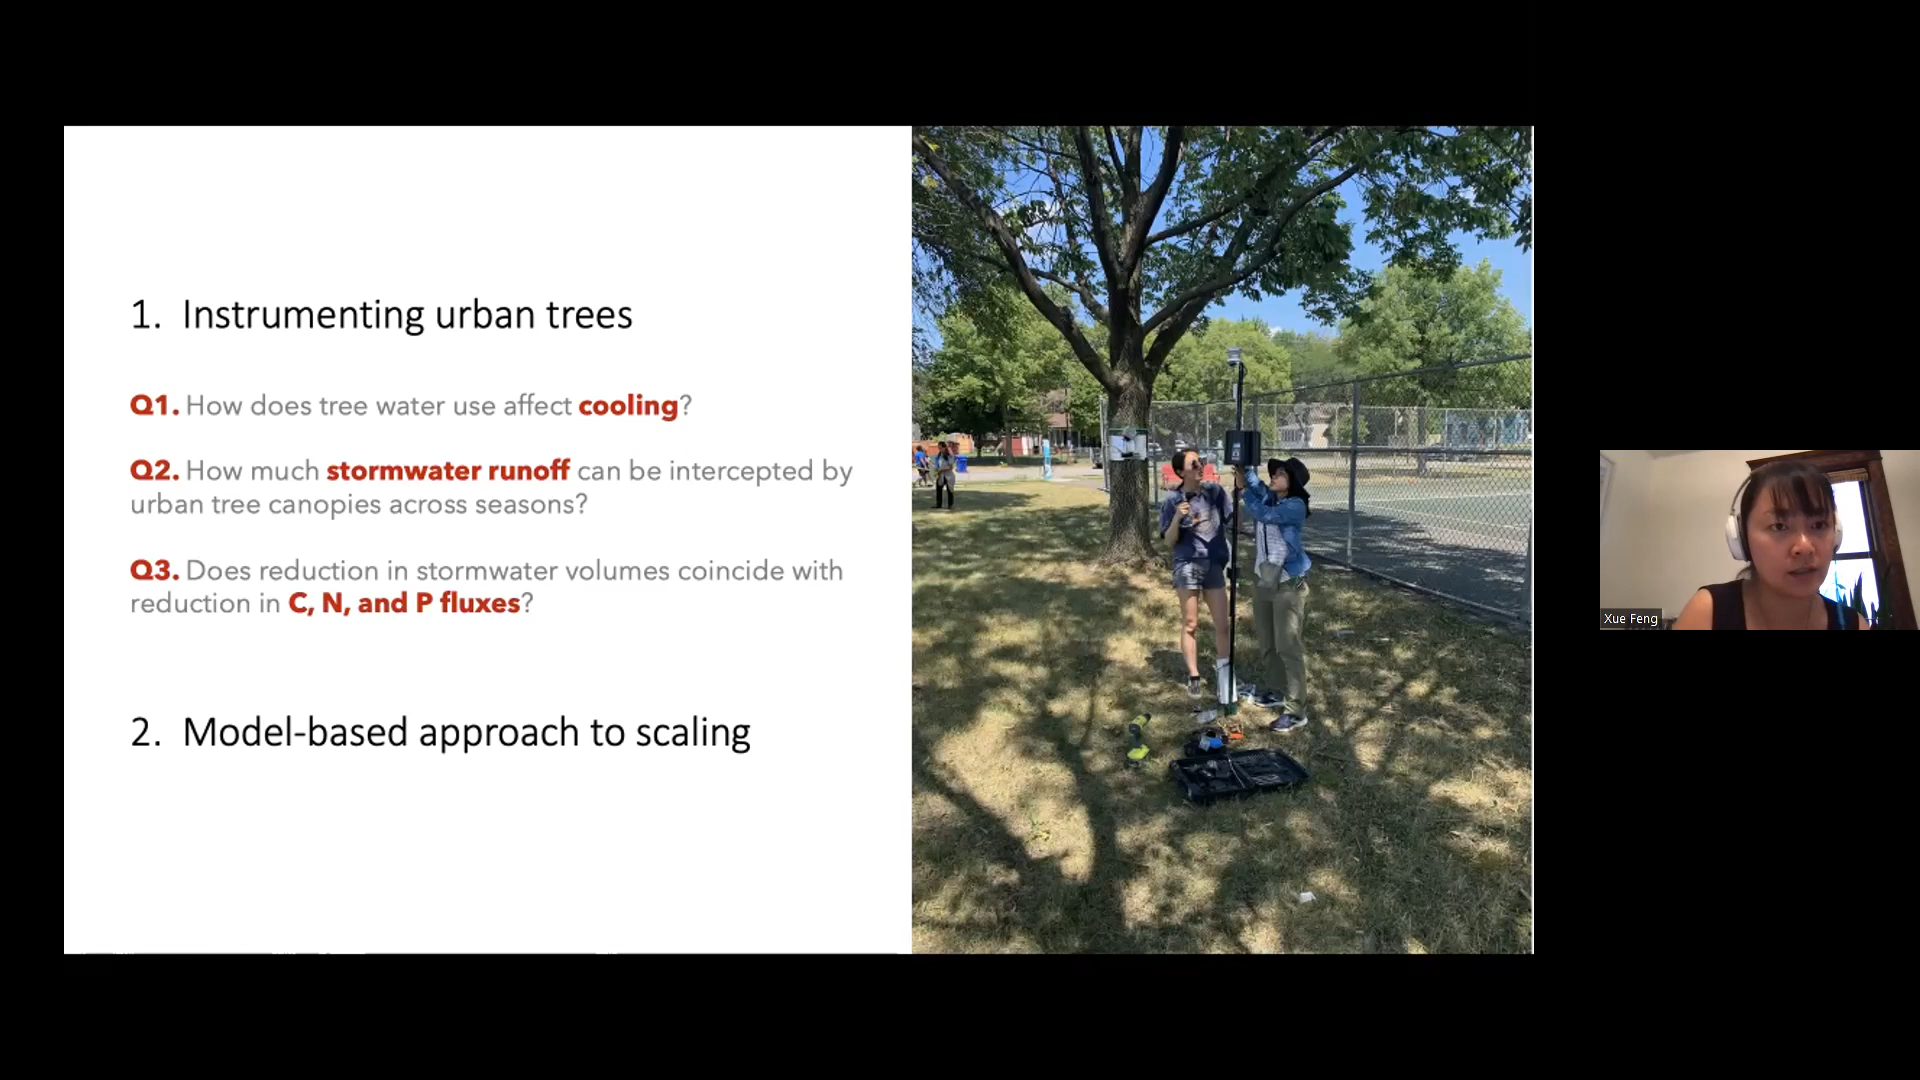 1. Instrumenting urban trees
Q1. How does tree water use affect cooling?
Q2. How much stormwater runoff can be intercepted by
urban tree canopies across seasons?
Q3. Does reduction in stormwater volumes coincide with
reduction in C, N, and P fluxes?
2. Model-based approach to scaling
Xue Feng